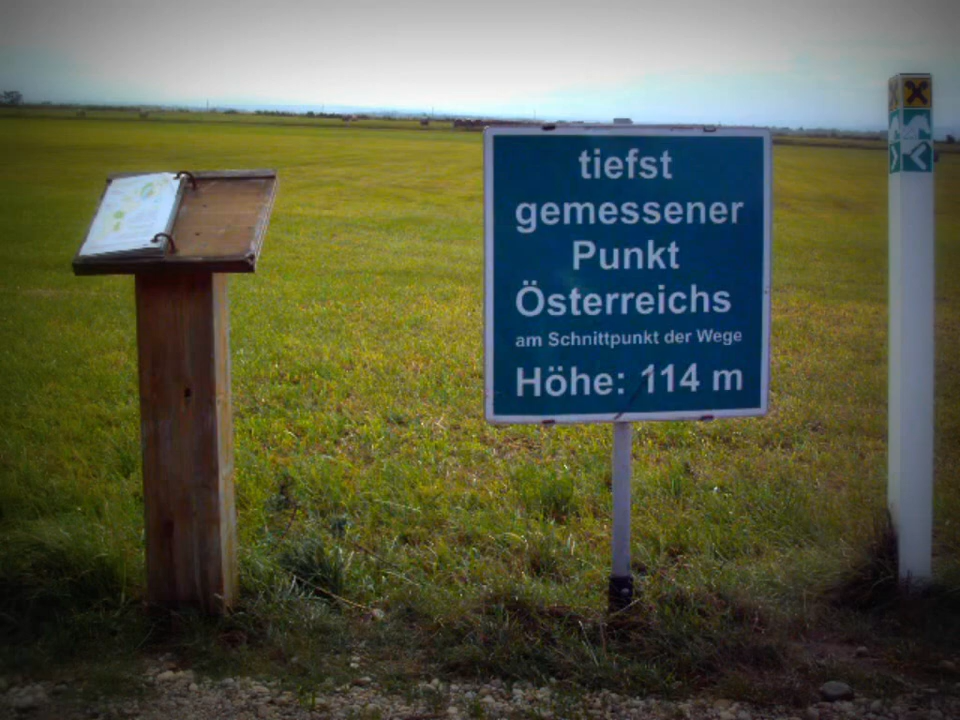 tiefst
gemessener
Punkt
Österreichs
am Schnittpunkt der Wege
Höhe: 114 m